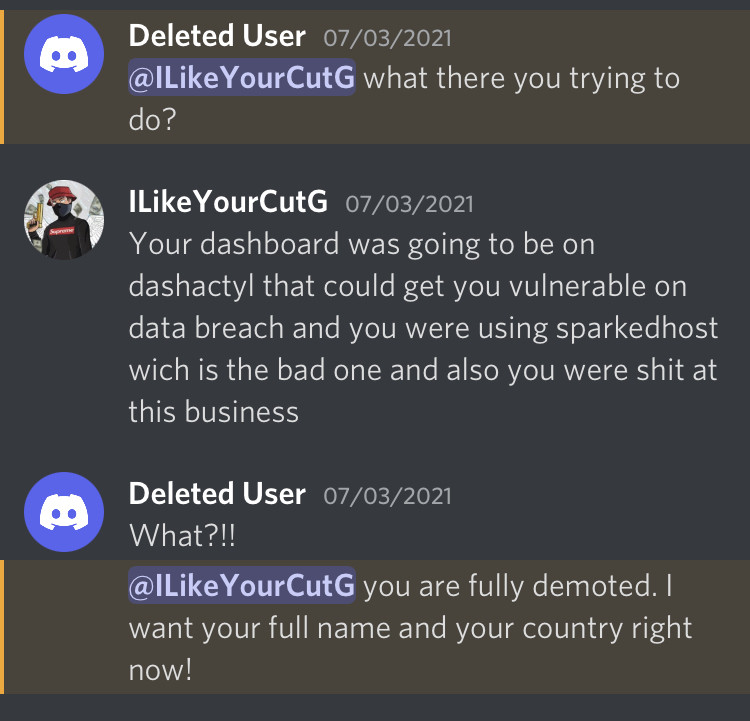 Deleted User 07/03/2021
@ILikeYourCutG what there you trying to
do?
ILikeYourCutG 07/03/2021
Your dashboard was going to be on
dashactyl that could get you vulnerable on
data breach and you were using sparkedhost
wich is the bad one and also you were shit at
this business
Deleted User 07/03/2021
What?!!
@ILikeYourCutG you are fully demoted. I
want your full name and your country right
now!